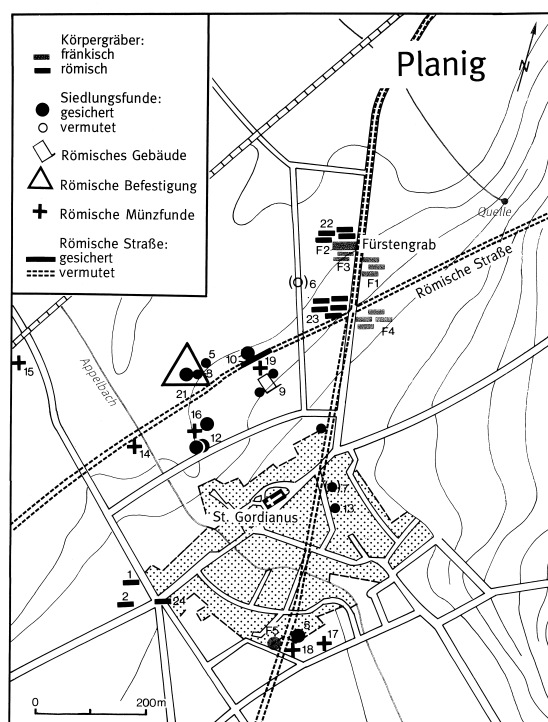 Planig
N
Körpergräber:
fränkisch
römisch
Siedlungsfunde:
gesichert
vermutet
Römisches Gebäude
Römische Befestigung
Römische Münzfunde
Römische Straße:
gesichert
vermutet
Quelle
22
F2
Fürstengrab
F3
F1
6
Römische Straße
23
F4
5
10
19
8
9
21
15
Appelbach
16
12
14
7
13
St. Gordianus
1
2
24
F5
8
17
18
0
200m